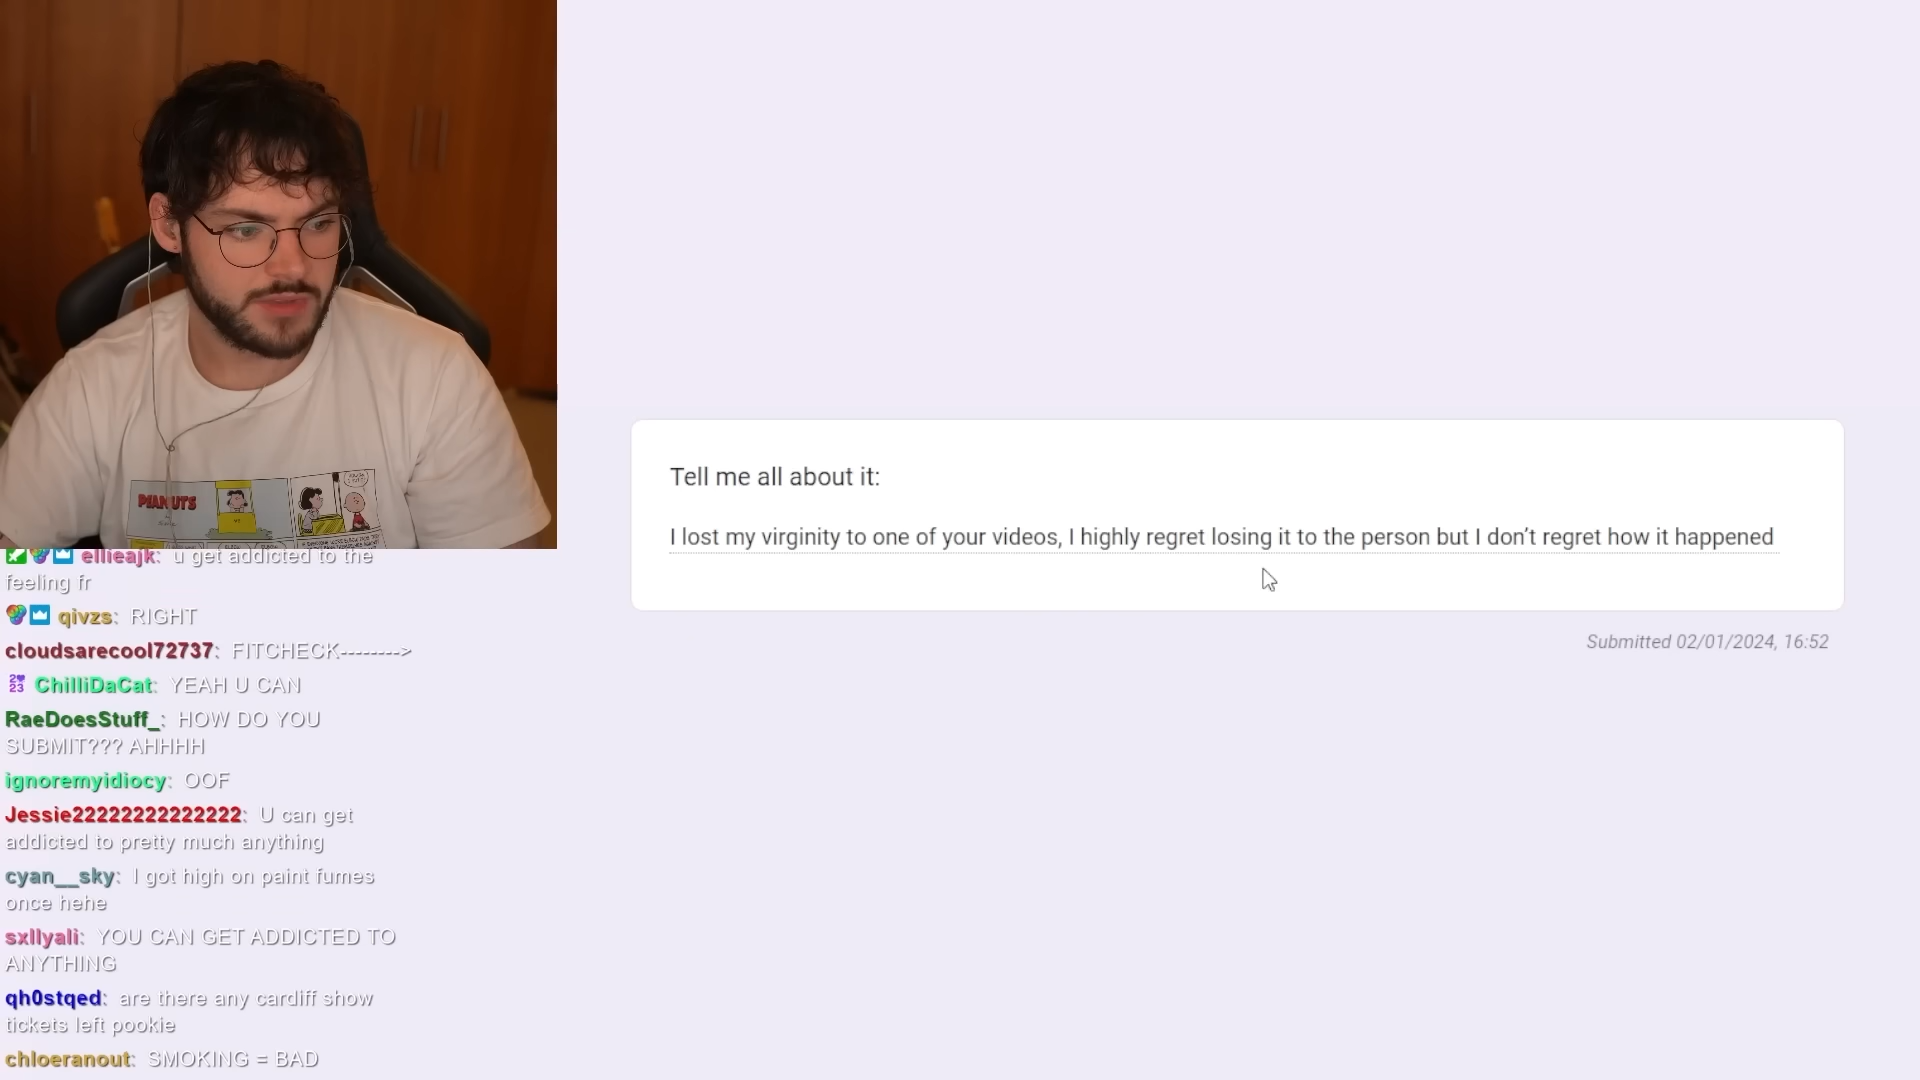 PEANUTS
Tell me all about it:
I lost my virginity to one of your videos, I highly regret losing it to the person but I don’t regret how it happened
Submitted 02/01/2024, 16:52
ellieajk: u get addicted to the
feeling fr
qivzs: RIGHT
cloudsarecool72737: FITCHECK-------->
ChilliDaCat: YEAH U CAN
RaeDoesStuff_: HOW DO YOU
SUBMIT??? AHHHH
ignoremyidiocy: OOF
Jessie22222222222222: U can get
addicted to pretty much anything
cyan__sky: I got high on paint fumes
once hehe
sxllyali: YOU CAN GET ADDICTED TO
ANYTHING
qh0stqed: are there any cardiff show
tickets left pookie
chloeranout: SMOKING = BAD